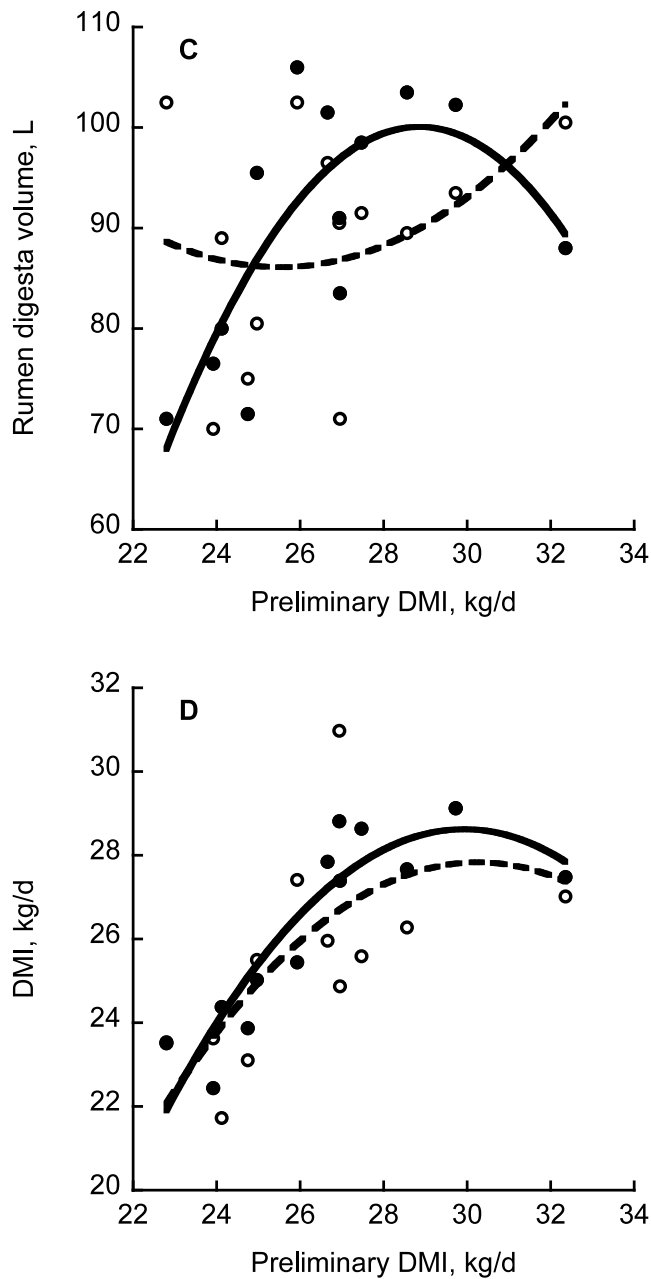 110
C
100
Rumen digesta volume, L
90
80
70
60
22 24 26 28 30 32 34
Preliminary DMI, kg/d
32
D
30
28
DMI, kg/d
26
24
22
20
22 24 26 28 30 32 34
Preliminary DMI, kg/d